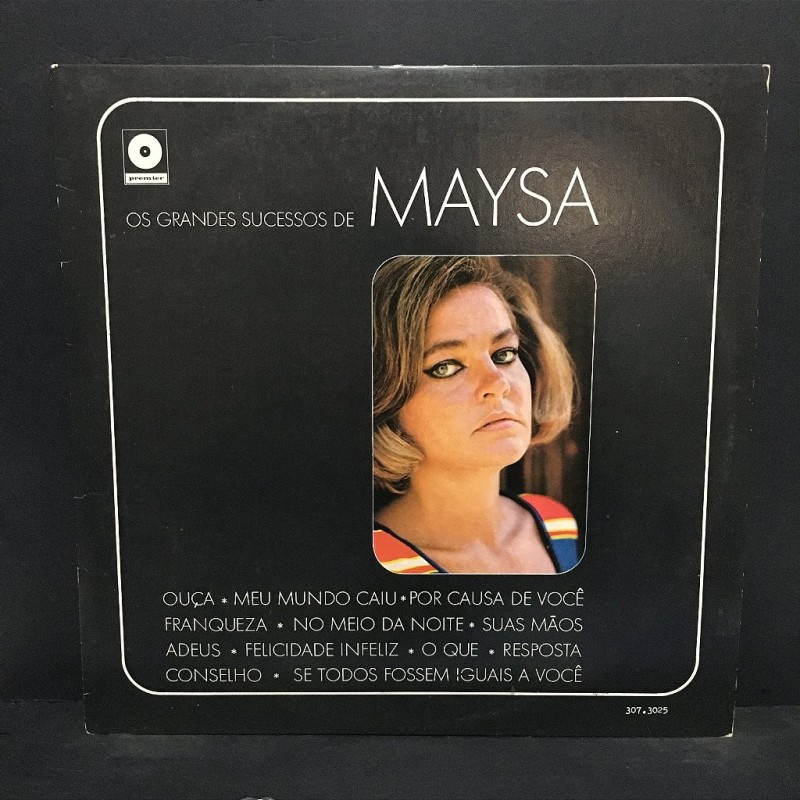 premier
OS GRANDES SUCESSOS DE MAYSA
OUÇA * MEU MUNDO CAIU * POR CAUSA DE VOCÊ
FRANQUEZA * NO MEIO DA NOITE * SUAS MÃOS
ADEUS * FELICIDADE INFELIZ * O QUE * RESPOSTA
CONSELHO * SE TODOS FOSSEM IGUAIS A VOCÊ
307.3025